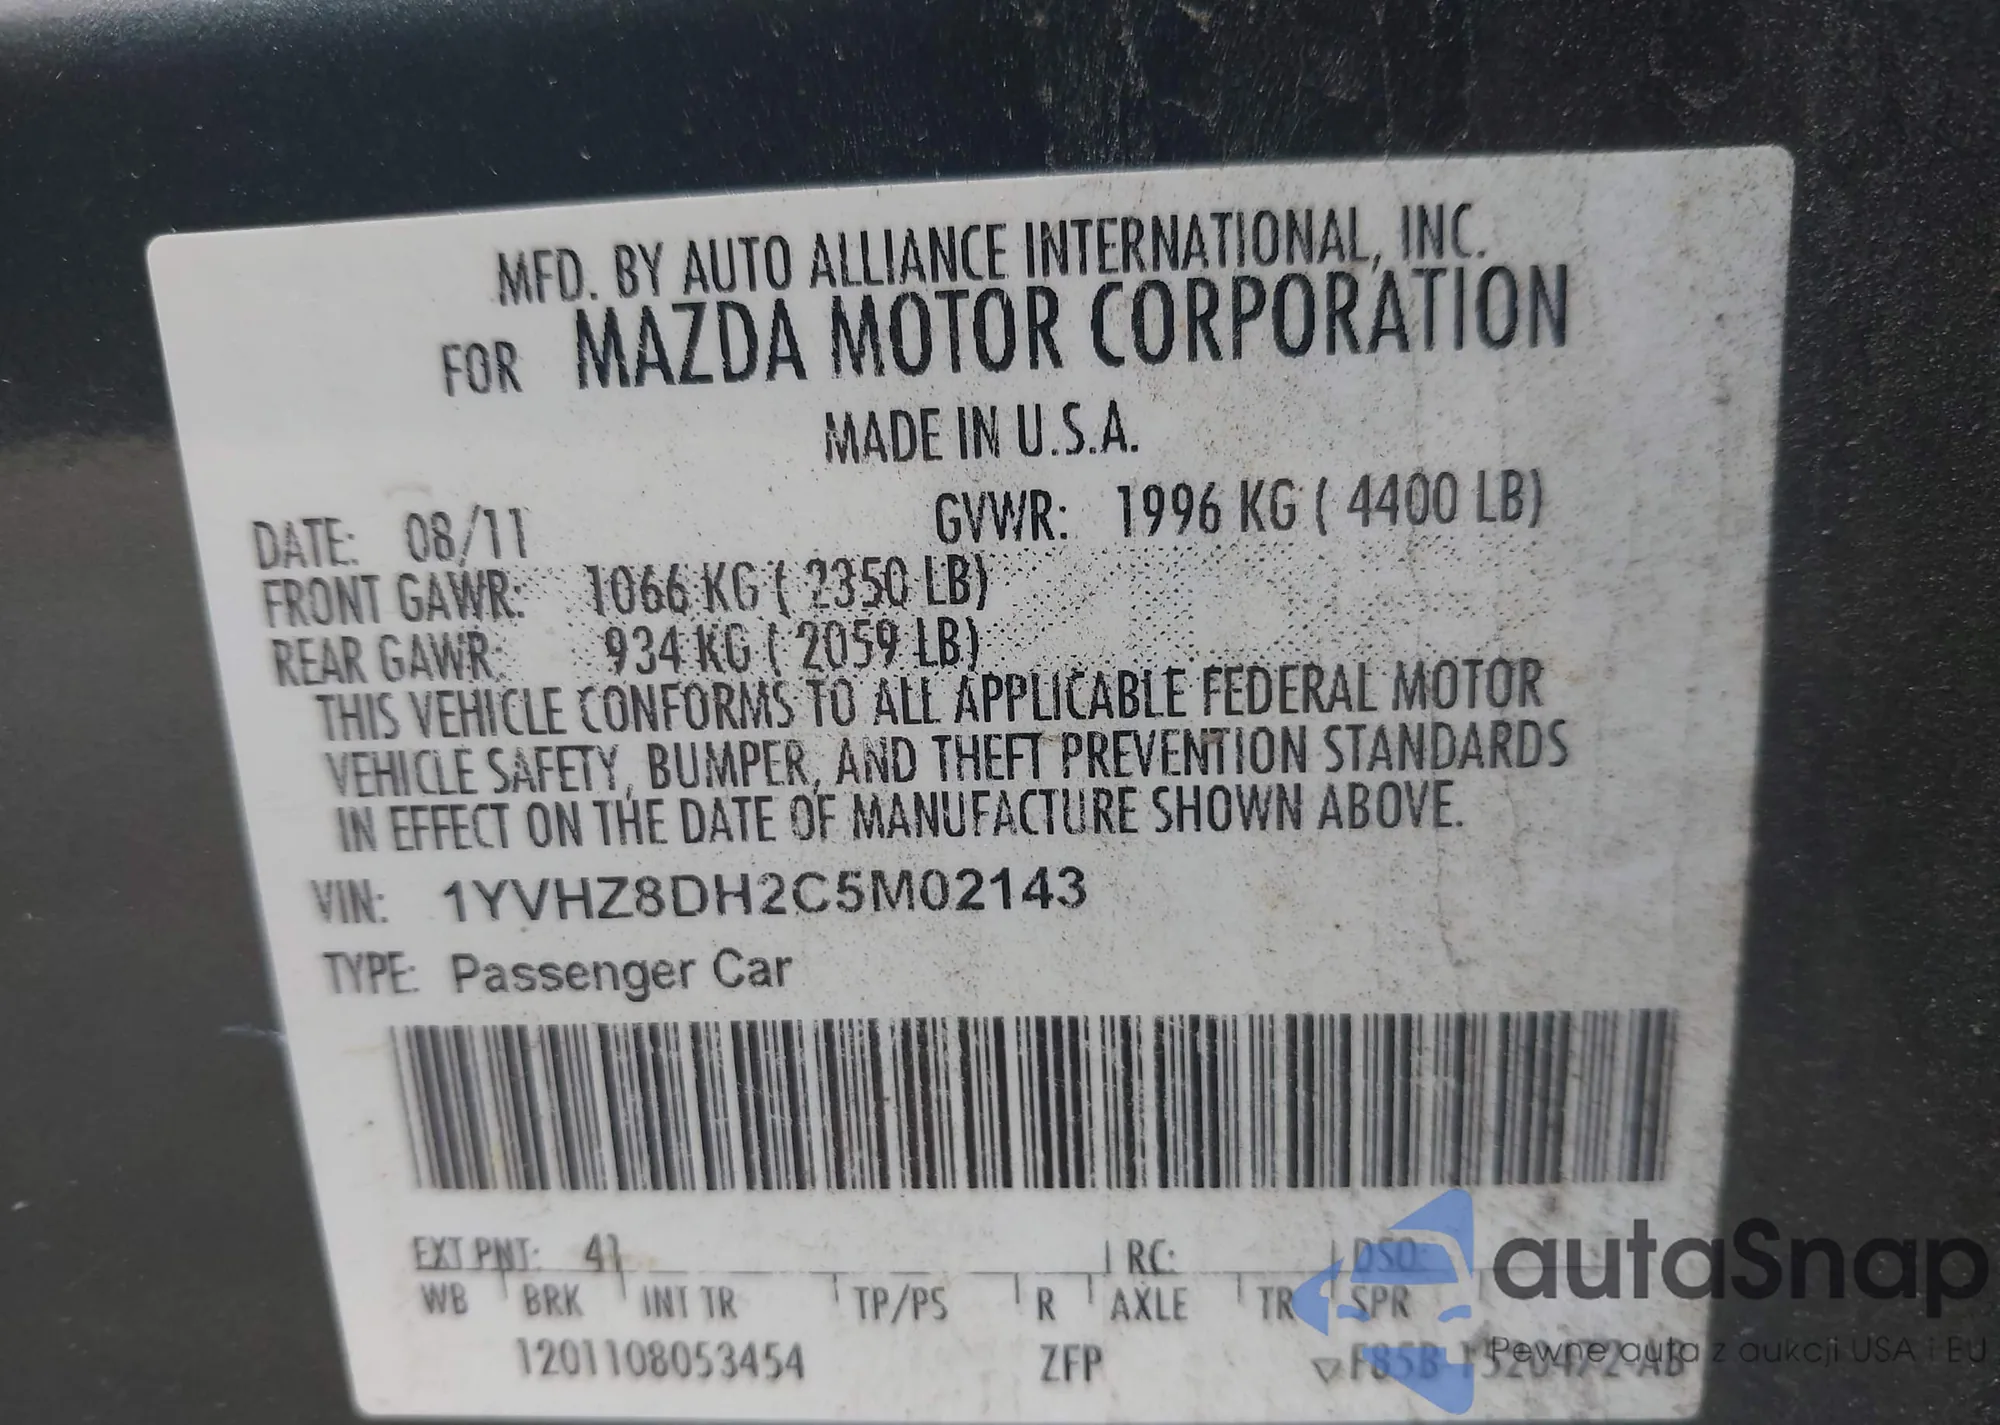 MFD. BY AUTO ALLIANCE INTERNATIONAL, INC.
FOR MAZDA MOTOR CORPORATION
MADE IN U.S.A.
DATE: 08/11 GVWR: 1996 KG ( 4400 LB)
FRONT GAWR: 1066 KG ( 2350 LB)
REAR GAWR: 934 KG ( 2059 LB)
THIS VEHICLE CONFORMS TO ALL APPLICABLE FEDERAL MOTOR
VEHICLE SAFETY, BUMPER, AND THEFT PREVENTION STANDARDS
IN EFFECT ON THE DATE OF MANUFACTURE SHOWN ABOVE.
VIN: 1YVHZ8DH2C5M02143
TYPE: Passenger Car
EXT PNT: 41 RC: DSO:
WB BRK INT TR TP/PS R AXLE TR SPR
1201108053454 ZFP F85B
autoSnap
Pewne auta z aukcji USA i EU